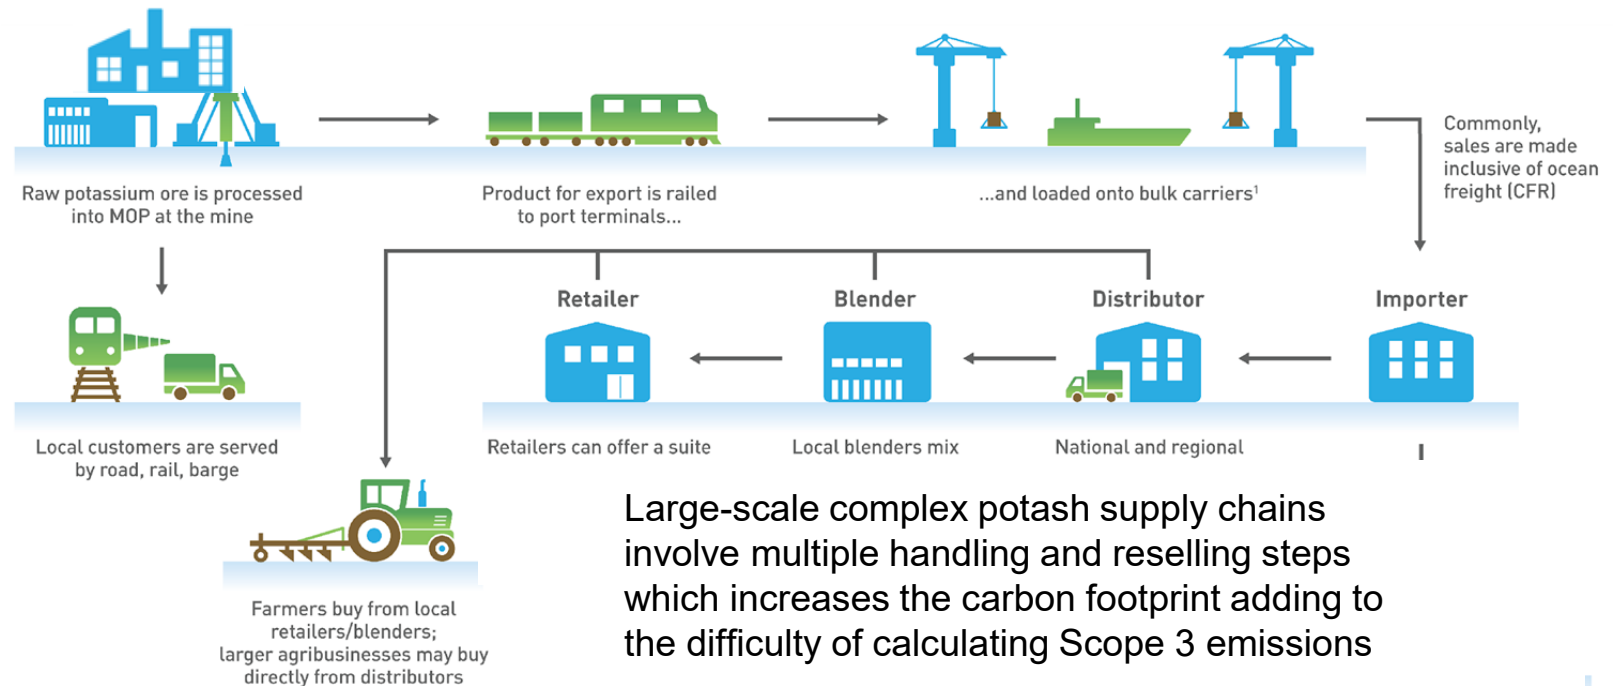 Raw potassium ore is processed
into MOP at the mine
Product for export is railed
to port terminals...
...and loaded onto bulk carriers¹
Commonly,
sales are made
inclusive of ocean
freight (CFR)
Local customers are served
by road, rail, barge
Retailer
Blender
Distributor
Importer
Retailers can offer a suite
Local blenders mix
National and regional
Farmers buy from local
retailers/blenders;
larger agribusinesses may buy
directly from distributors
Large-scale complex potash supply chains
involve multiple handling and reselling steps
which increases the carbon footprint adding to
the difficulty of calculating Scope 3 emissions